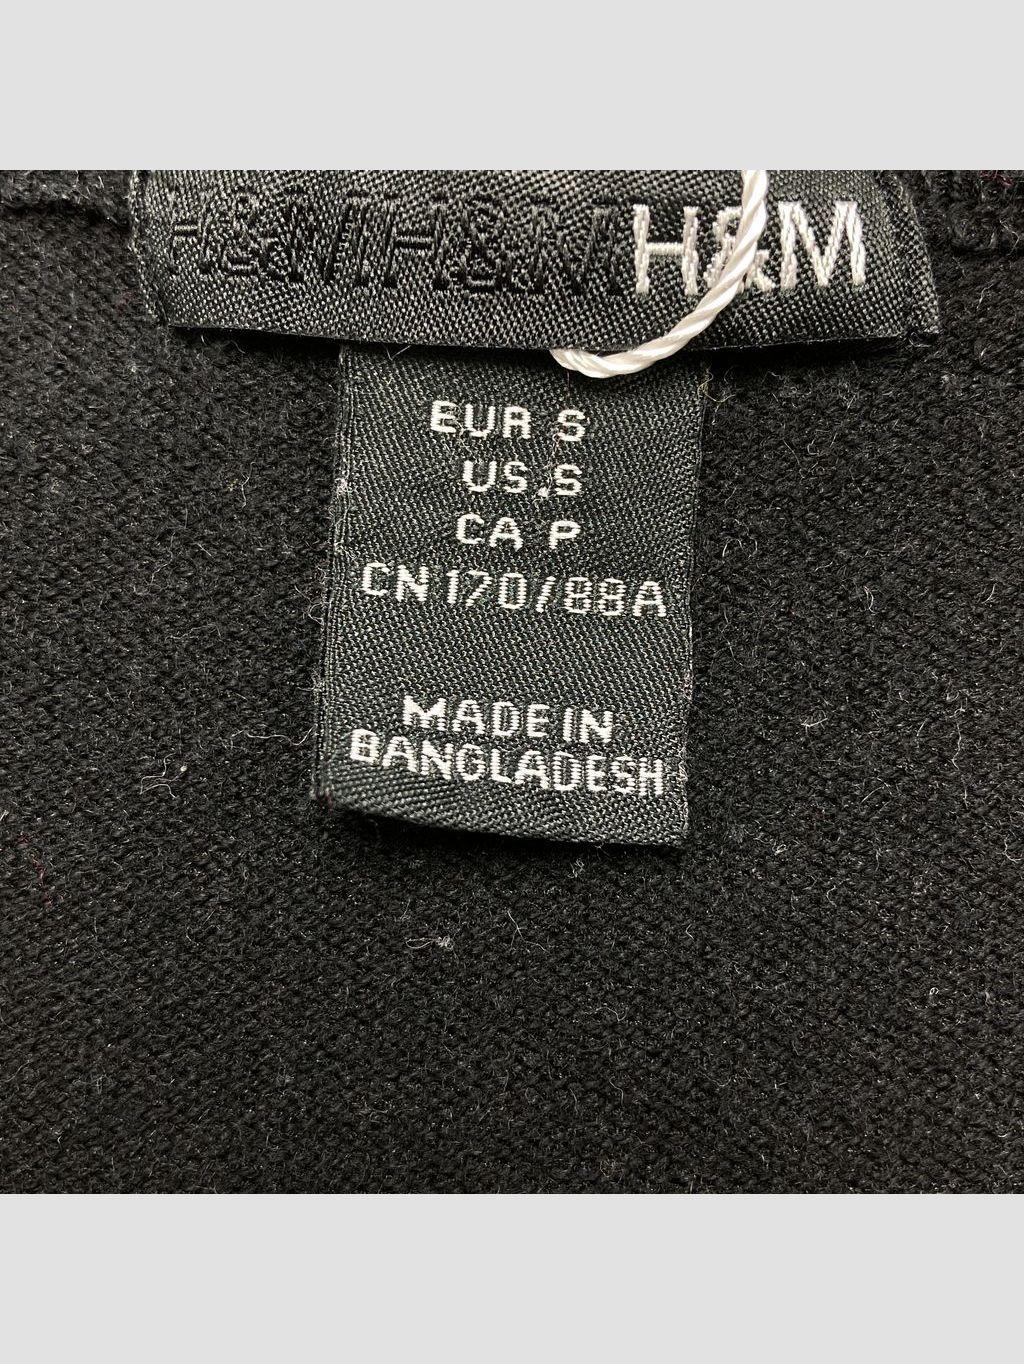 H&M H&M H&M
EUR S
US S
CA P
CN 170/88A
MADE IN
BANGLADESH